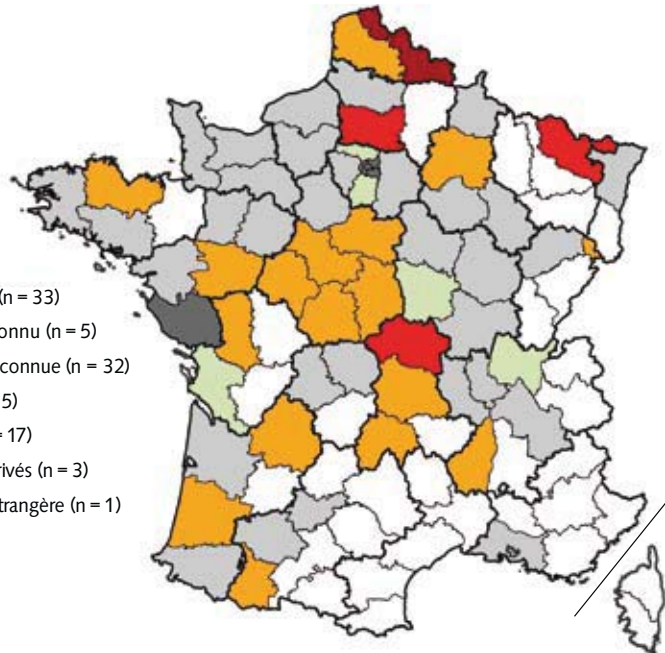 (n = 33)
onnu (n = 5)
connue (n = 32)
5)
= 17)
rivés (n = 3)
trangère (n = 1)